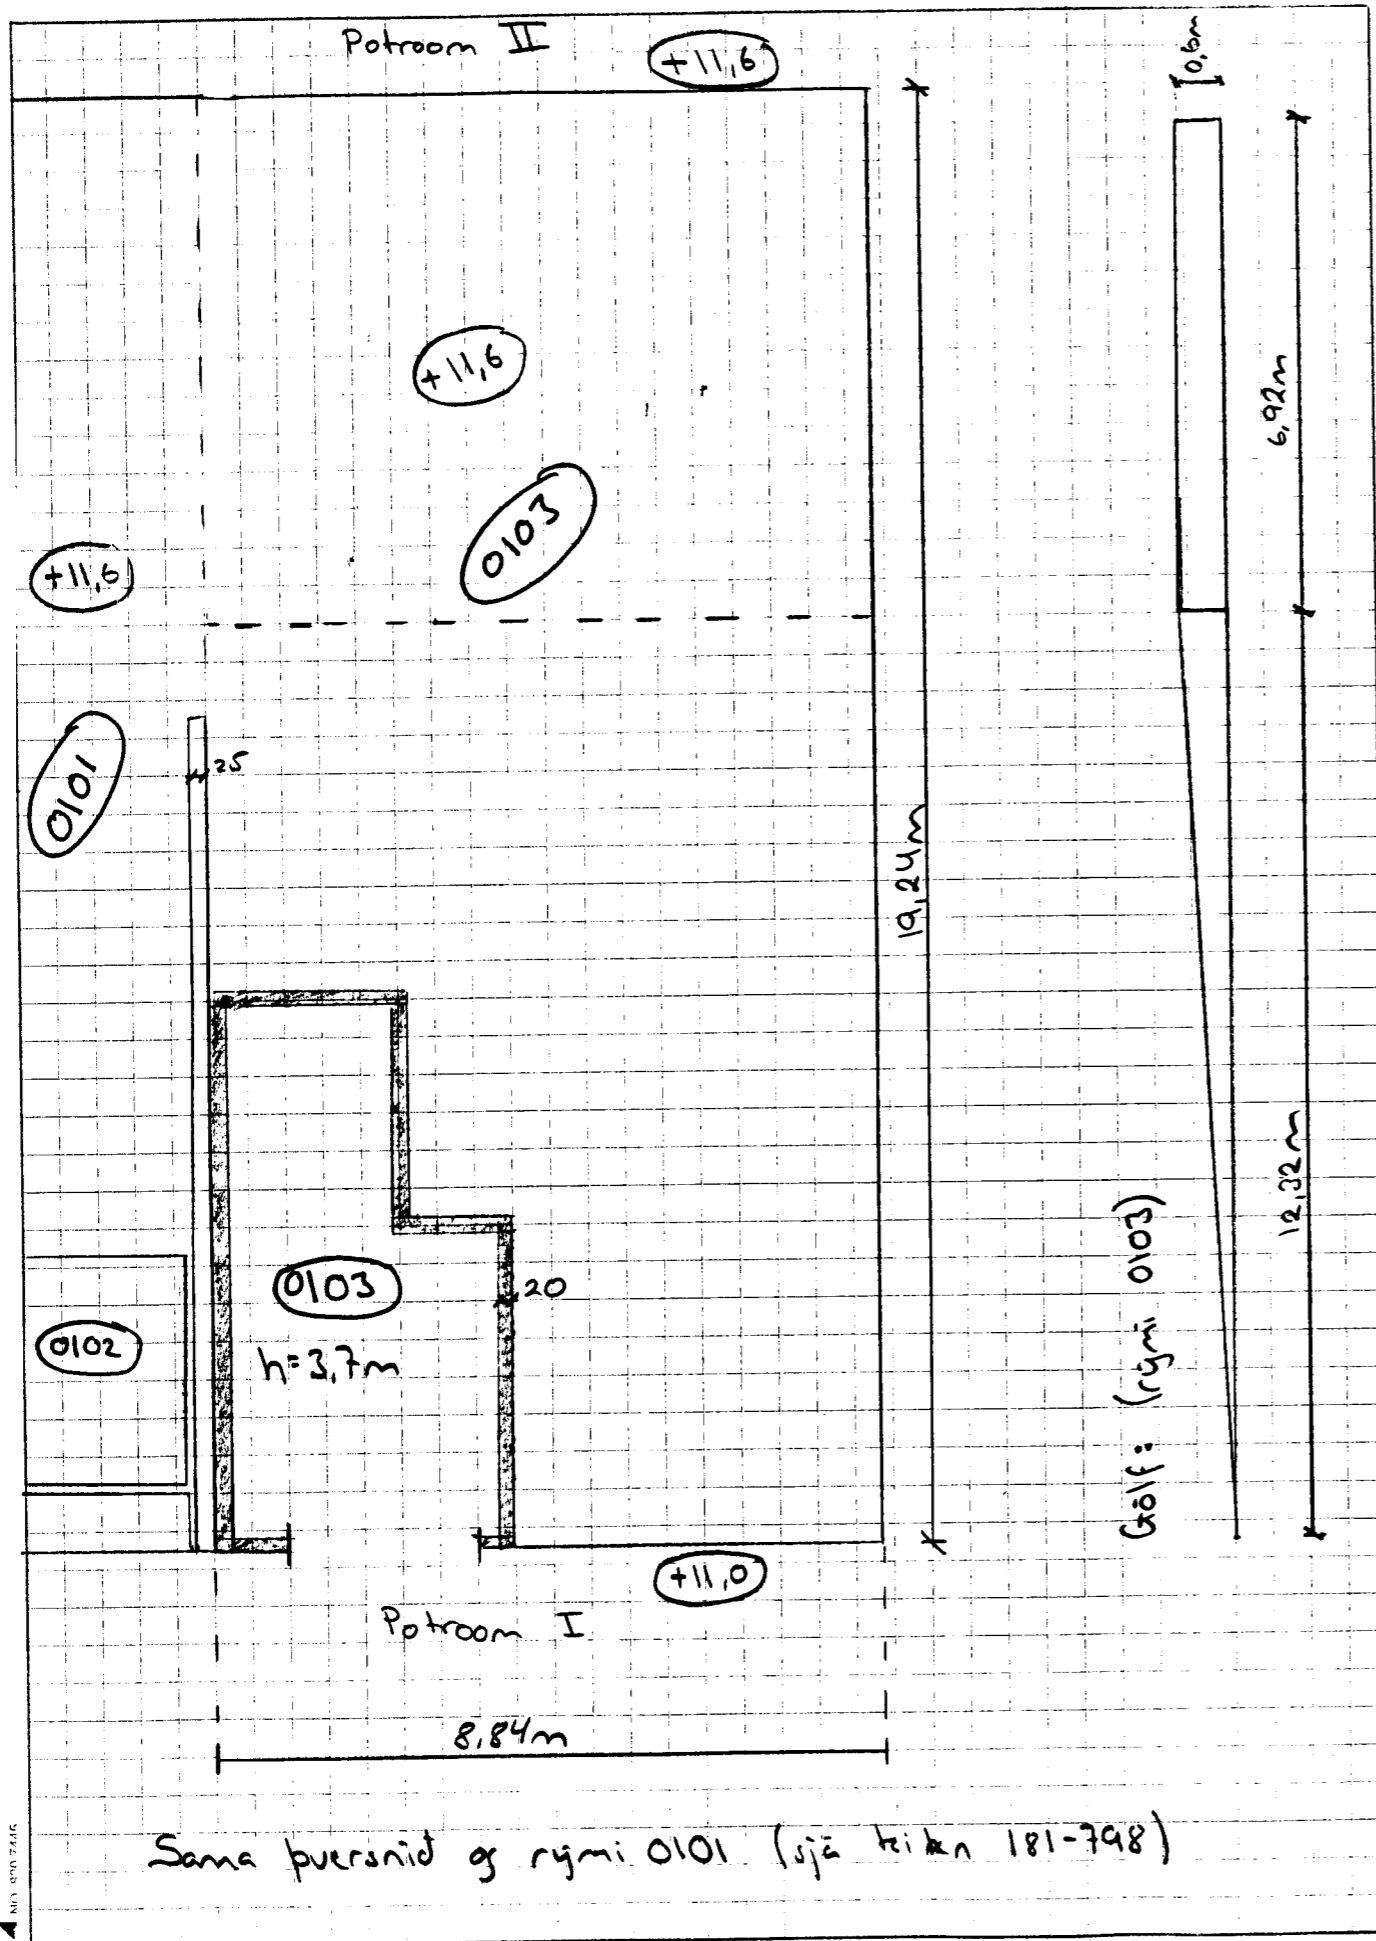 Potroom II
+11,6
0,6m
+11,6
6,92m
0103
+11,6
0101
25
19,24m
12,32m
Gólf: (rými 0103)
0103
20
0102
h=3,7m
+11,0
Potroom I
8,84m
Sama þversnið og rými 0101 (sjá teikn 181-798)